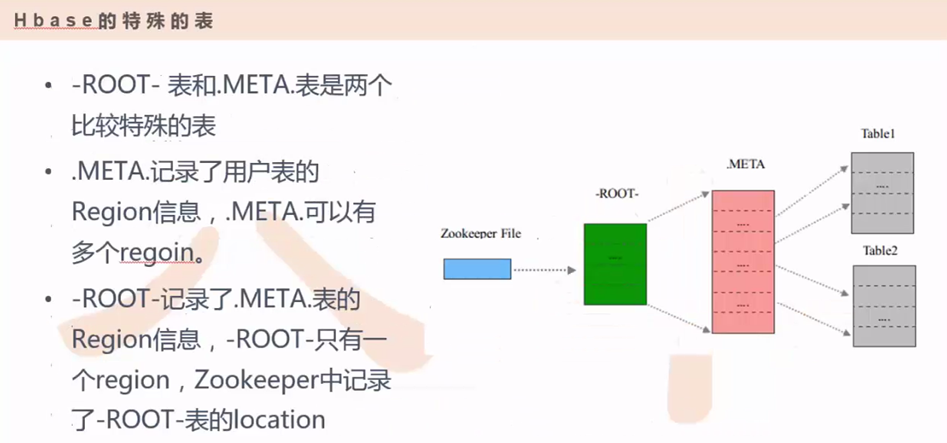 Hbase的特殊的表
-ROOT- 表和.META.表是两个
比较特殊的表
.META.记录了用户表的
Region信息，.META.可以有
多个regoin。
-ROOT-记录了.META.表的
Region信息，-ROOT-只有一
个region，Zookeeper中记录
了-ROOT-表的location
Zookeeper File
-ROOT-
....
.META
....
....
....
Table1
....
Table2
....